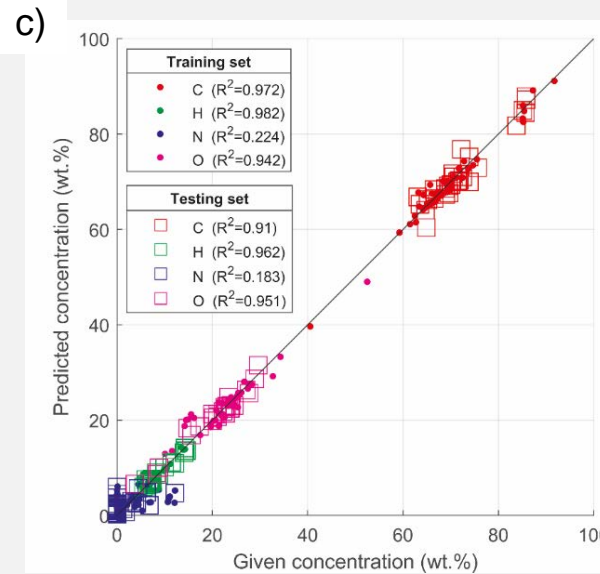 c)
Training set
C (R²=0.972)
H (R²=0.982)
N (R²=0.224)
O (R²=0.942)
Testing set
C (R²=0.91)
H (R²=0.962)
N (R²=0.183)
O (R²=0.951)
Predicted concentration (wt.%)
100
80
60
40
20
0
0
20
40
60
80
10
Given concentration (wt.%)